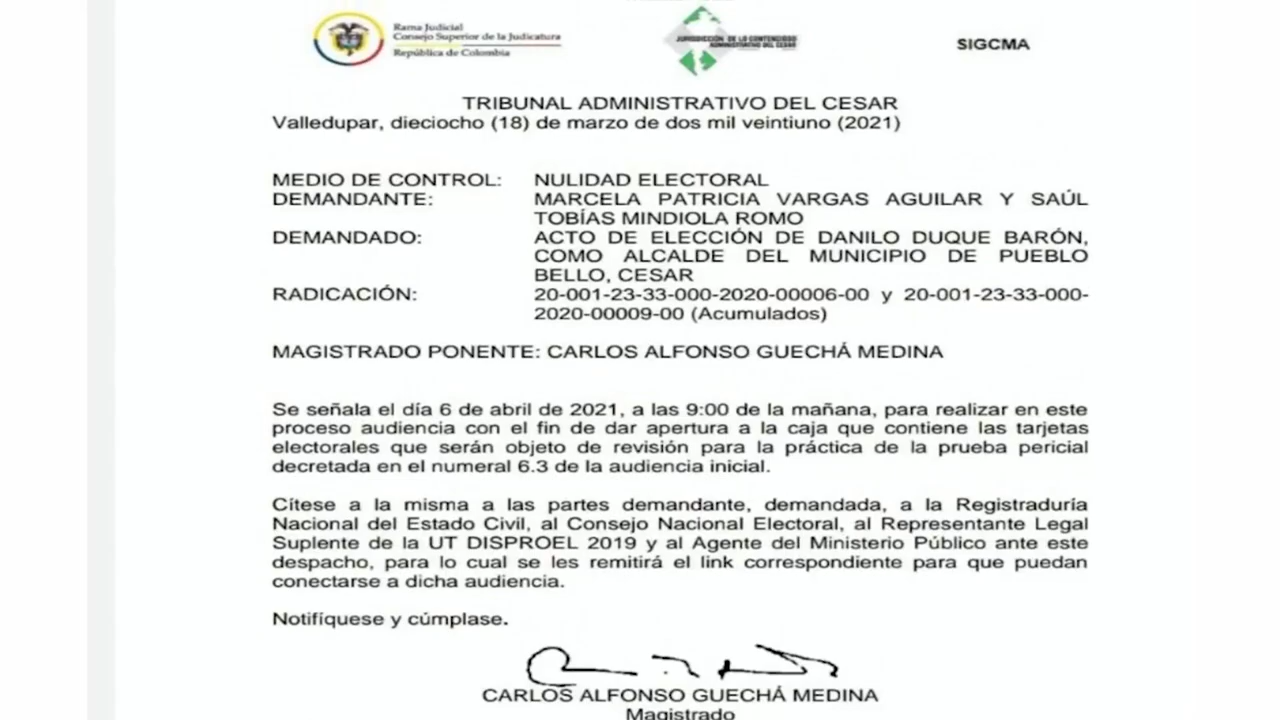 Rama Judicial
Consejo Superior de la Judicatura
República de Colombia
JURISDICCIÓN DE LO CONTENCIOSO
ADMINISTRATIVO DEL CESAR
SIGCMA
TRIBUNAL ADMINISTRATIVO DEL CESAR
Valledupar, dieciocho (18) de marzo de dos mil veintiuno (2021)
MEDIO DE CONTROL: NULIDAD ELECTORAL
DEMANDANTE: MARCELA PATRICIA VARGAS AGUILAR Y SAÚL
TOBÍAS MINDIOLA ROMO
DEMANDADO: ACTO DE ELECCIÓN DE DANILO DUQUE BARÓN,
COMO ALCALDE DEL MUNICIPIO DE PUEBLO
BELLO, CESAR
RADICACIÓN: 20-001-23-33-000-2020-00006-00 y 20-001-23-33-000-
2020-00009-00 (Acumulados)
MAGISTRADO PONENTE: CARLOS ALFONSO GUECHÁ MEDINA
Se señala el día 6 de abril de 2021, a las 9:00 de la mañana, para realizar en este
proceso audiencia con el fin de dar apertura a la caja que contiene las tarjetas
electorales que serán objeto de revisión para la práctica de la prueba pericial
decretada en el numeral 6.3 de la audiencia inicial.
Cítese a la misma a las partes demandante, demandada, a la Registraduría
Nacional del Estado Civil, al Consejo Nacional Electoral, al Representante Legal
Suplente de la UT DISPROEL 2019 y al Agente del Ministerio Público ante este
despacho, para lo cual se les remitirá el link correspondiente para que puedan
conectarse a dicha audiencia.
Notifíquese y cúmplase.
CARLOS ALFONSO GUECHÁ MEDINA
Magistrado